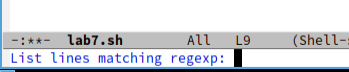 -:**- lab7.sh All L9 (Shell-s
List lines matching regexp: